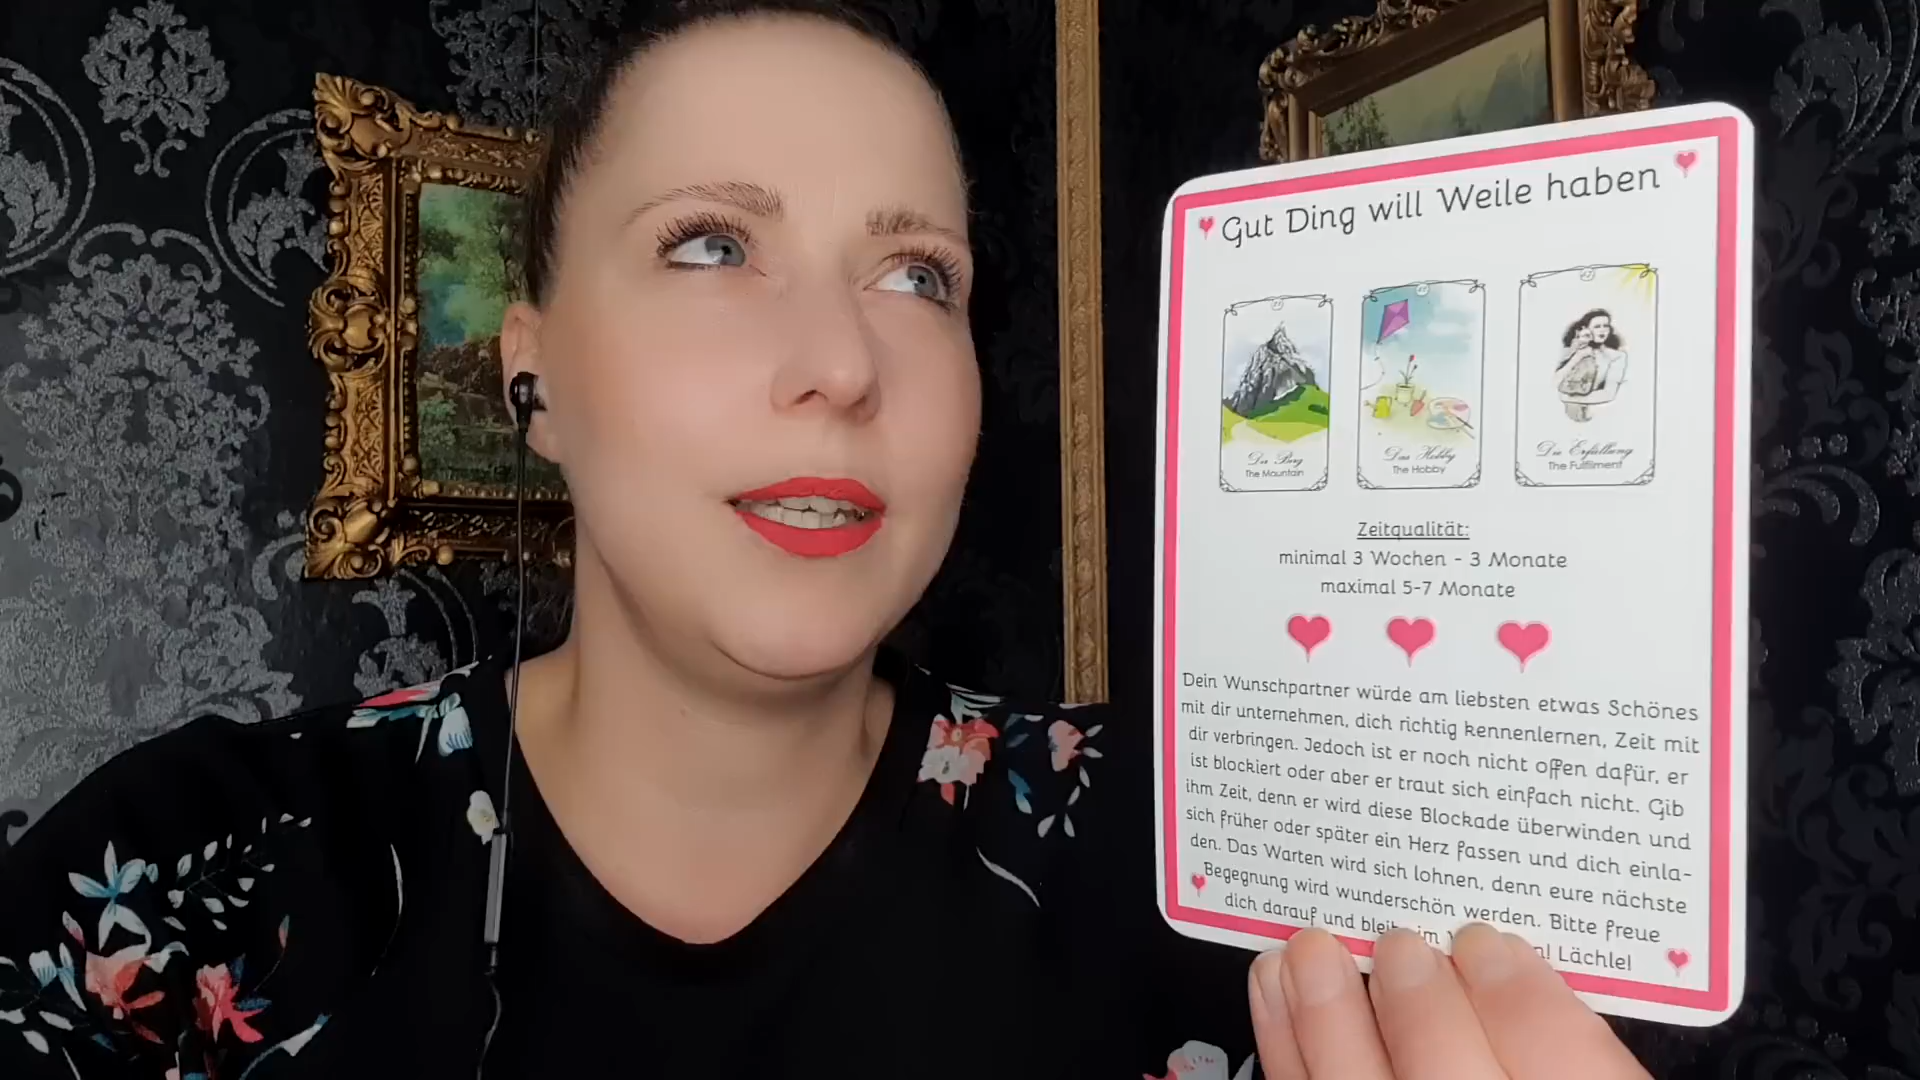 Gut Ding will Weile haben
Der Berg
The Mountain
Das Hobby
The Hobby
Die Erfüllung
The Fulfilment
Zeitqualität:
minimal 3 Wochen - 3 Monate
maximal 5-7 Monate
Dein Wunschpartner würde am liebsten etwas Schönes
mit dir unternehmen, dich richtig kennenlernen, Zeit mit
dir verbringen. Jedoch ist er noch nicht offen dafür, er
ist blockiert oder aber er traut sich einfach nicht. Gib
ihm Zeit, denn er wird diese Blockade überwinden und
sich früher oder später ein Herz fassen und dich einla-
den. Das Warten wird sich lohnen, denn eure nächste
Begegnung wird wunderschön werden. Bitte freue
dich darauf und im Lächle!